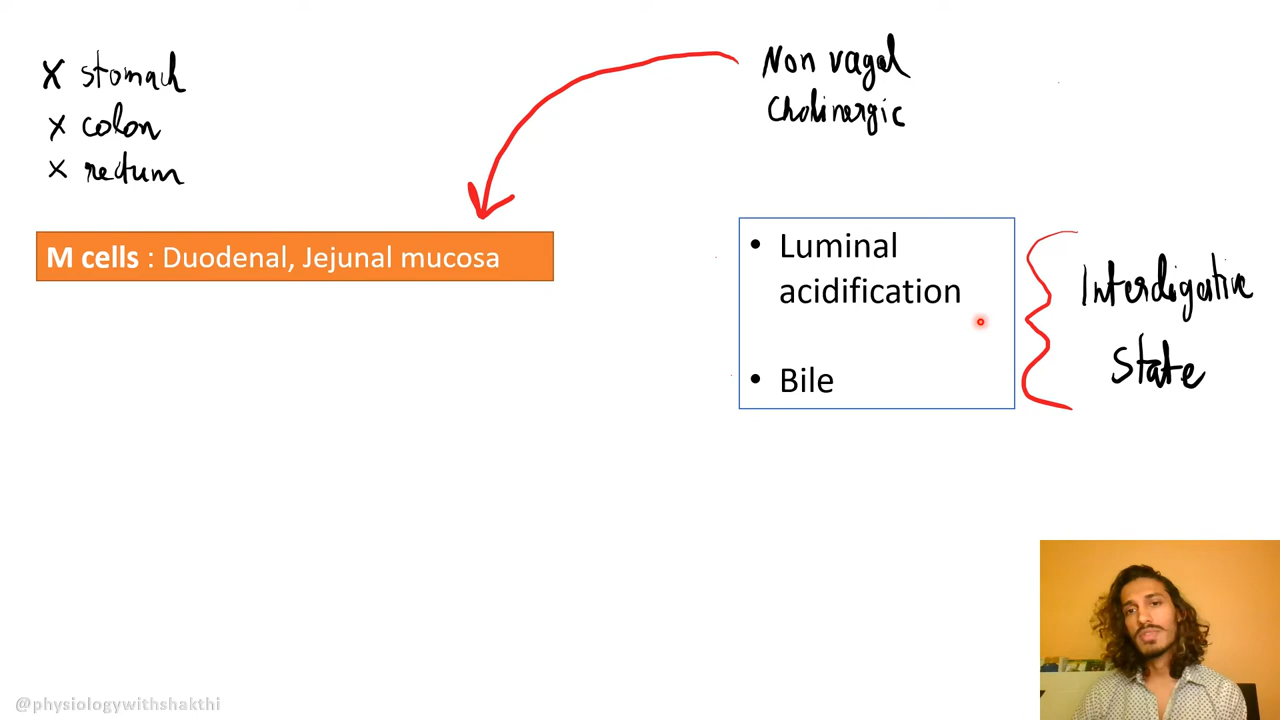 X stomach
X colon
X rectum
Non vagal
Cholinergic
M cells : Duodenal, Jejunal mucosa
• Luminal
acidification
• Bile
Interdigestive
State
@physiologywithshakthi